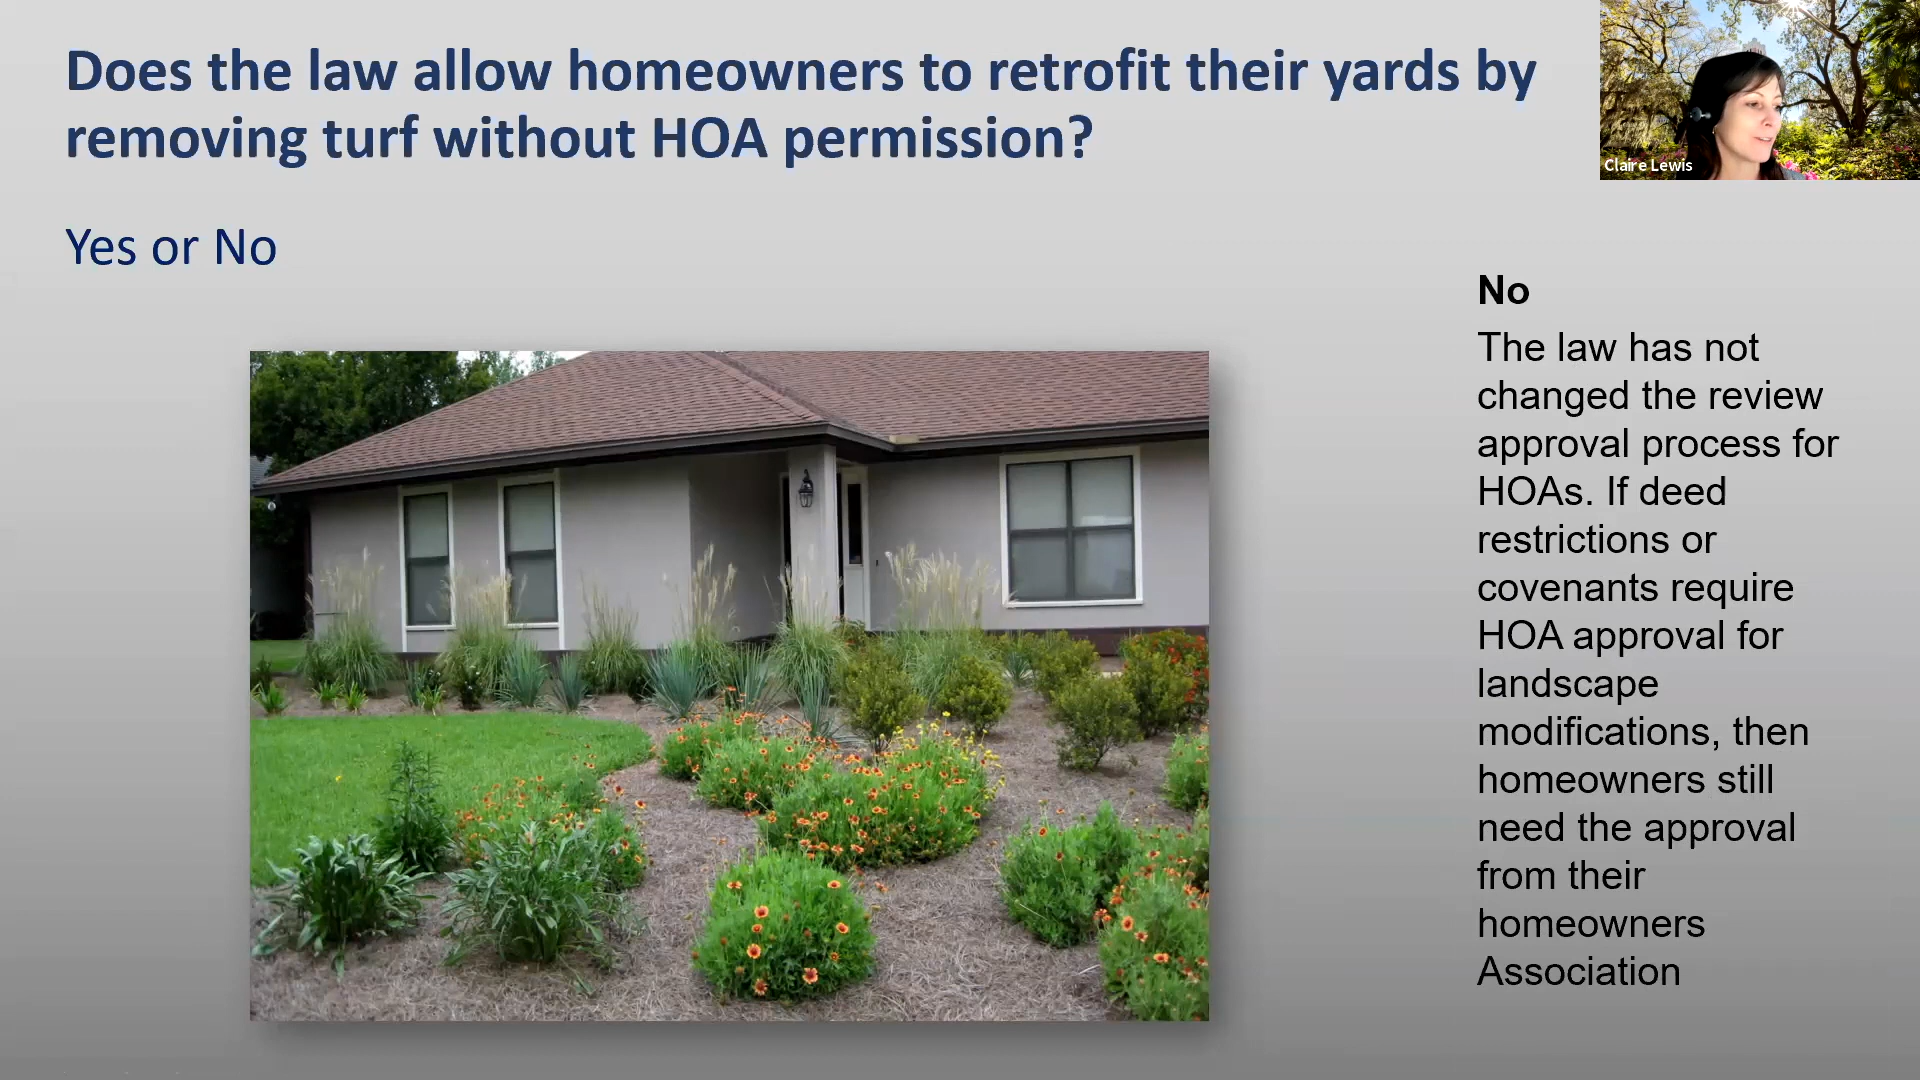 Does the law allow homeowners to retrofit their yards by
removing turf without HOA permission?
Claire Lewis
Yes or No
No
The law has not
changed the review
approval process for
HOAs. If deed
restrictions or
covenants require
HOA approval for
landscape
modifications, then
homeowners still
need the approval
from their
homeowners
Association